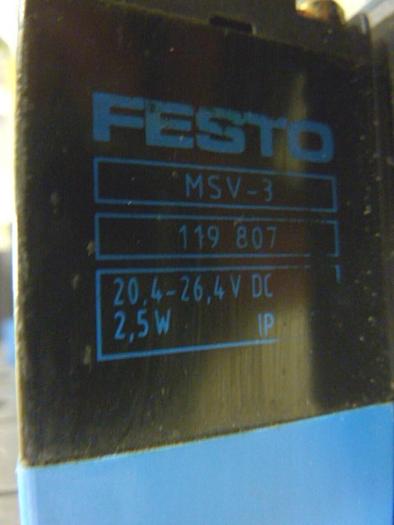 FESTO
MSV-3
119 807
20,4-26,4V DC
2,5W IP